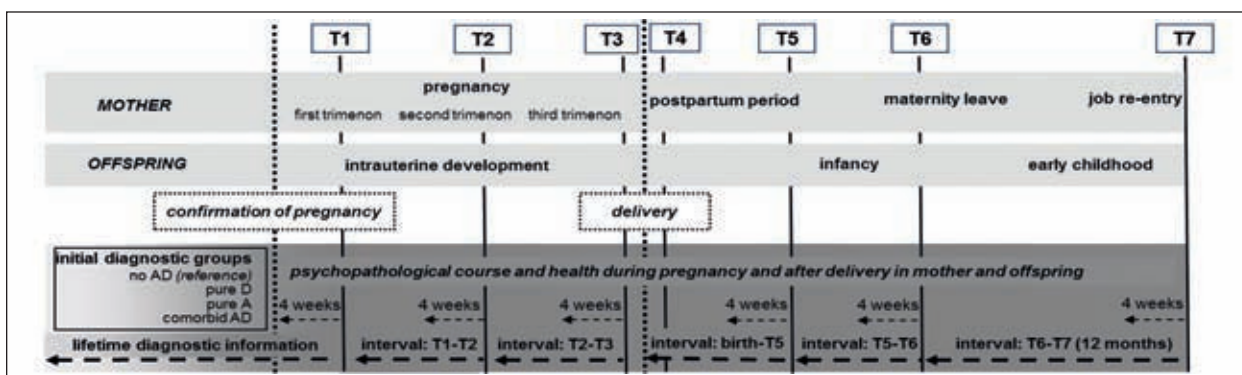 T1 T2 T3 T4 T5 T6 T7
MOTHER
pregnancy
first trimenon second trimenon third trimenon
postpartum period
maternity leave
job re-entry
OFFSPRING
intrauterine development
infancy
early childhood
confirmation of pregnancy
delivery
initial diagnostic groups
no AD (reference)
pure D
pure A
comorbid AD
psychopathological course and health during pregnancy and after delivery in mother and offspring
4 weeks 4 weeks 4 weeks 4 weeks 4 weeks 4 weeks
lifetime diagnostic information interval: T1-T2 interval: T2-T3 interval: birth-T5 interval: T5-T6 interval: T6-T7 (12 months)